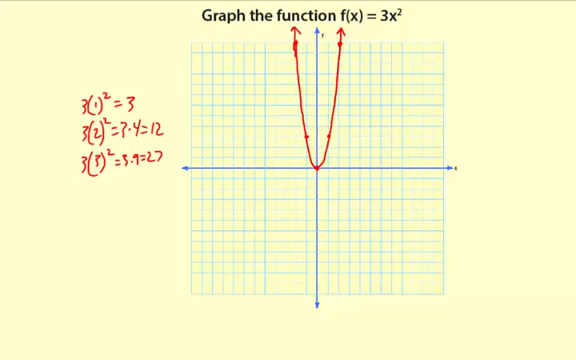 Graph the function f(x) = 3x²
y
3(1)² = 3
3(2)² = 3·4 = 12
3(3)² = 3·9 = 27
x